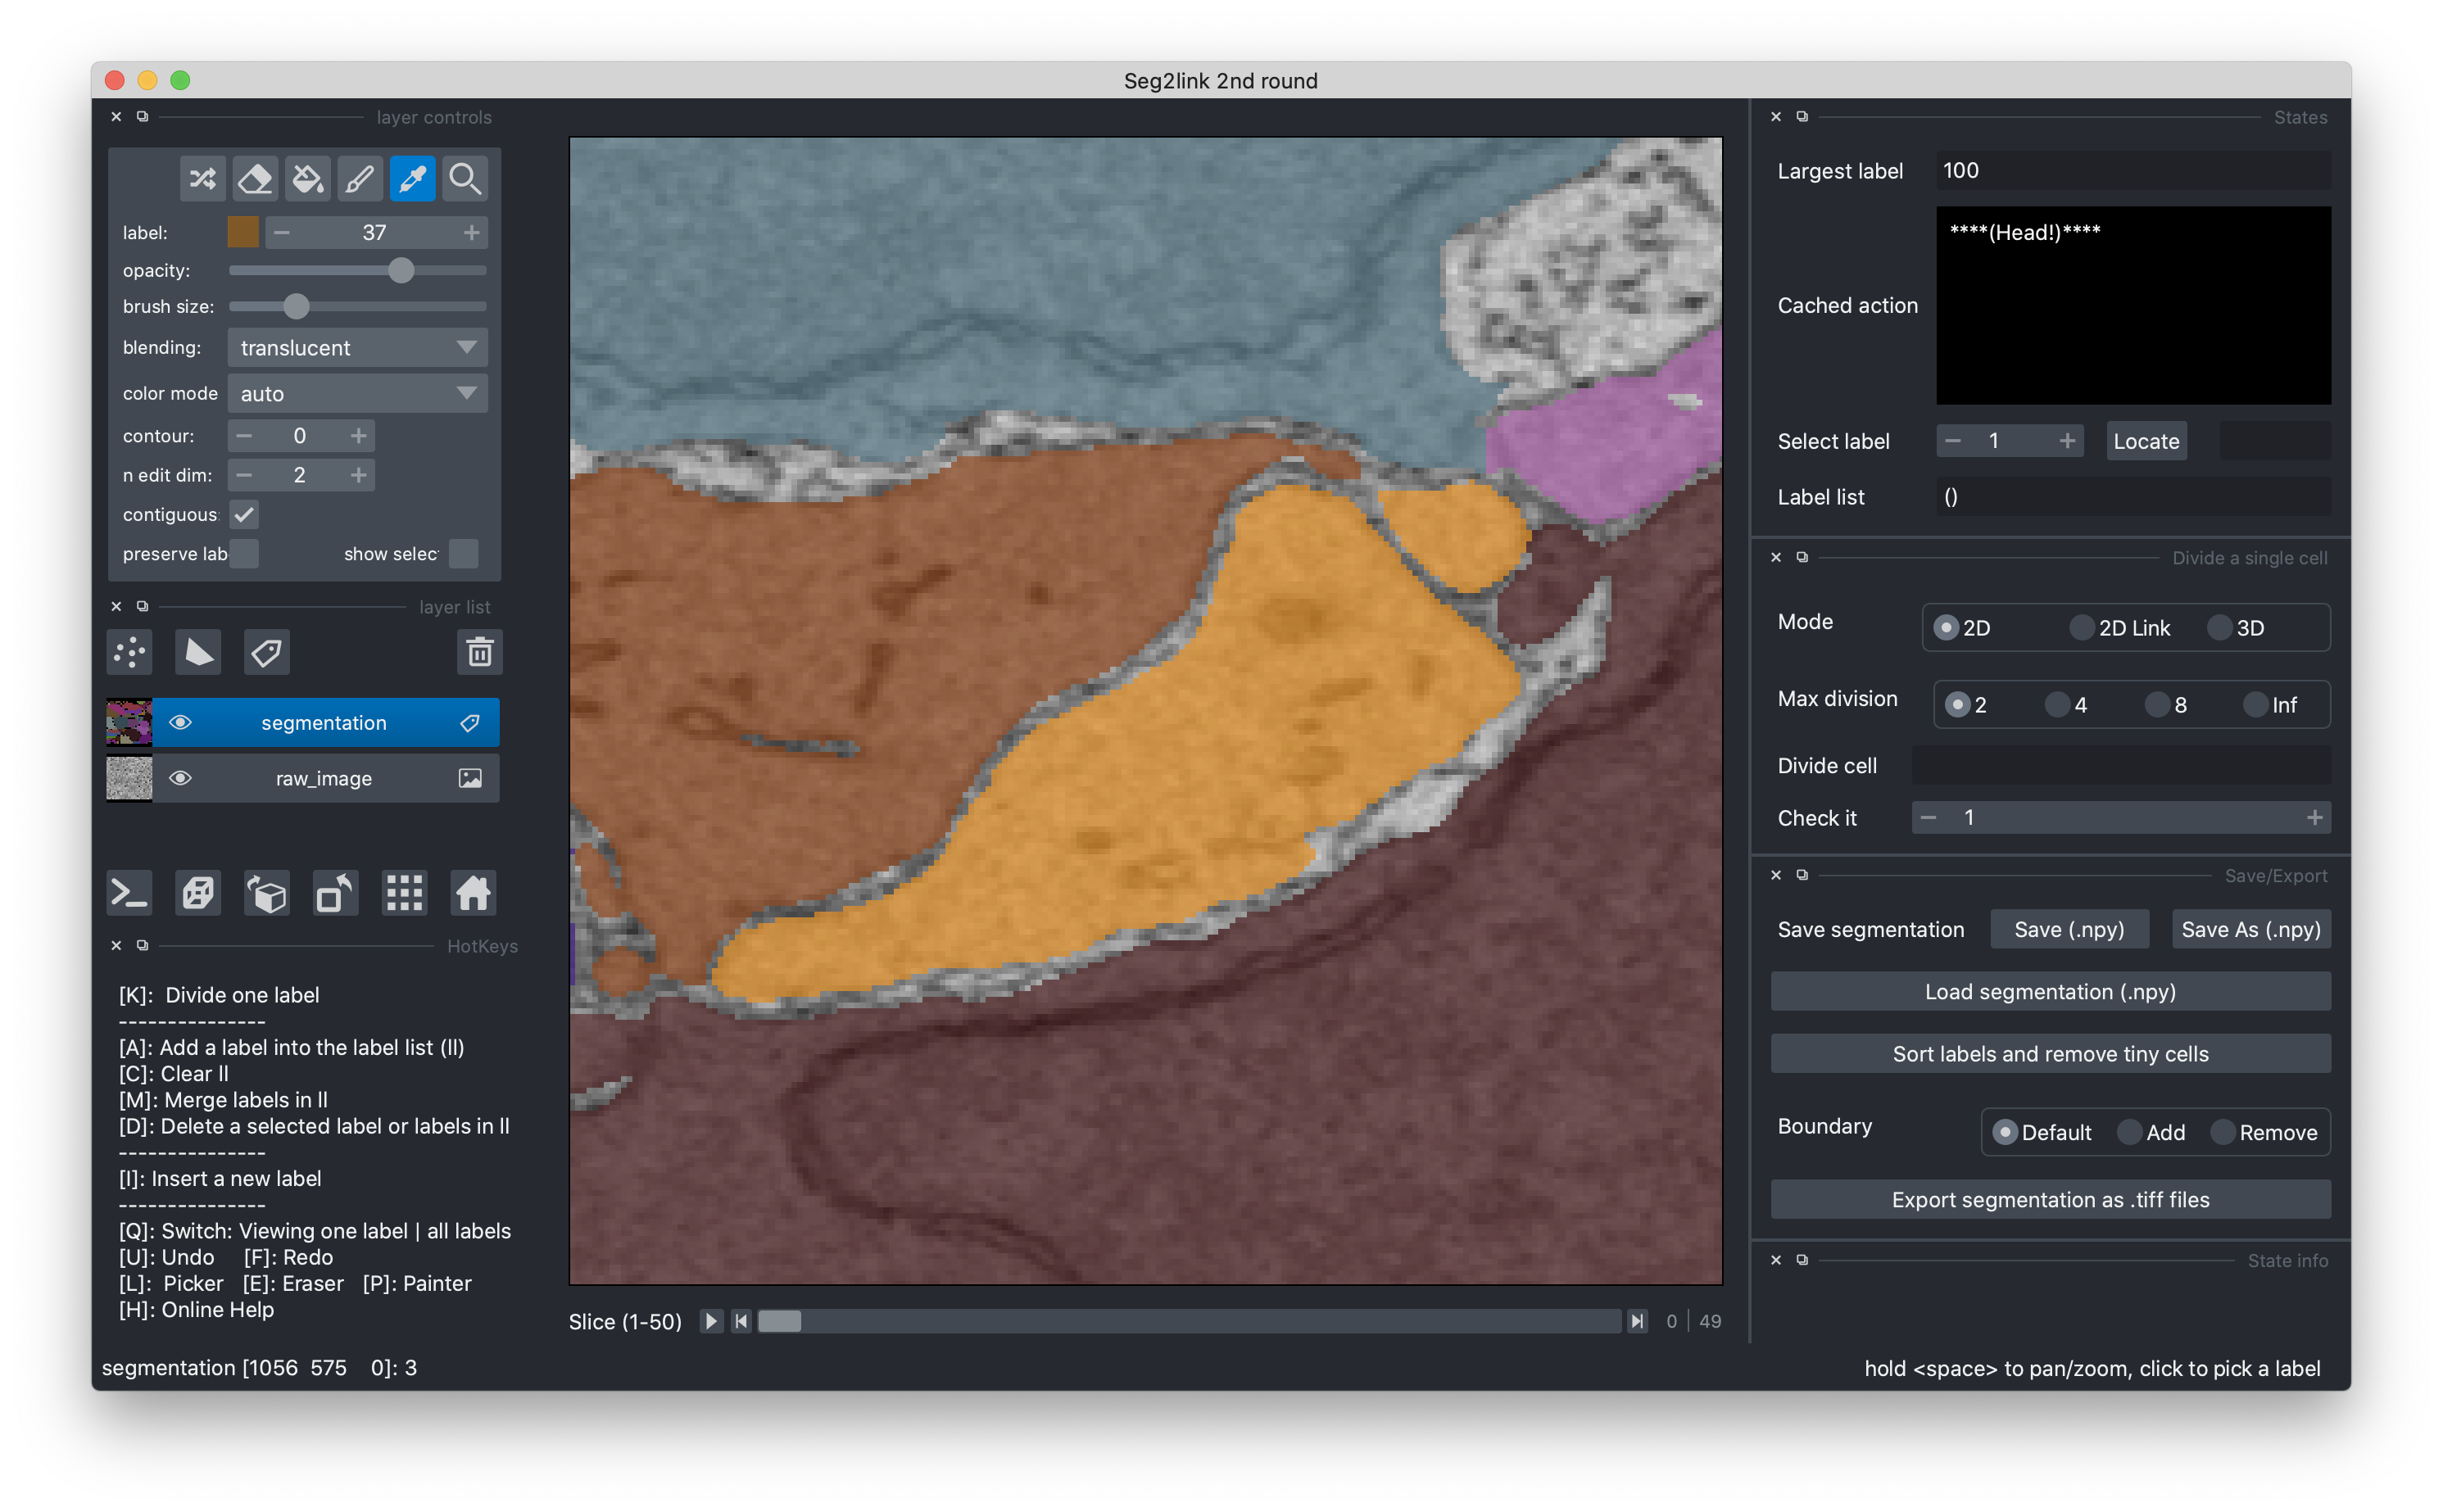 Seg2link 2nd round
layer controls
label:
37
opacity:
brush size:
blending:
translucent
color mode
auto
contour:
0
n edit dim:
2
contiguous:
preserve lab
show selec
layer list
segmentation
raw_image
HotKeys
[K]: Divide one label
---------------
[A]: Add a label into the label list (ll)
[C]: Clear ll
[M]: Merge labels in ll
[D]: Delete a selected label or labels in ll
---------------
[I]: Insert a new label
---------------
[Q]: Switch: Viewing one label | all labels
[U]: Undo [F]: Redo
[L]: Picker [E]: Eraser [P]: Painter
[H]: Online Help
Slice (1-50)
0 | 49
States
Largest label
100
Cached action
****(Head!)****
Select label
1
Locate
Label list
()
Divide a single cell
Mode
2D 2D Link 3D
Max division
2 4 8 Inf
Divide cell
Check it
1
Save/Export
Save segmentation
Save (.npy)
Save As (.npy)
Load segmentation (.npy)
Sort labels and remove tiny cells
Boundary
Default Add Remove
Export segmentation as .tiff files
State info
segmentation [1056 575 0]: 3
hold <space> to pan/zoom, click to pick a label